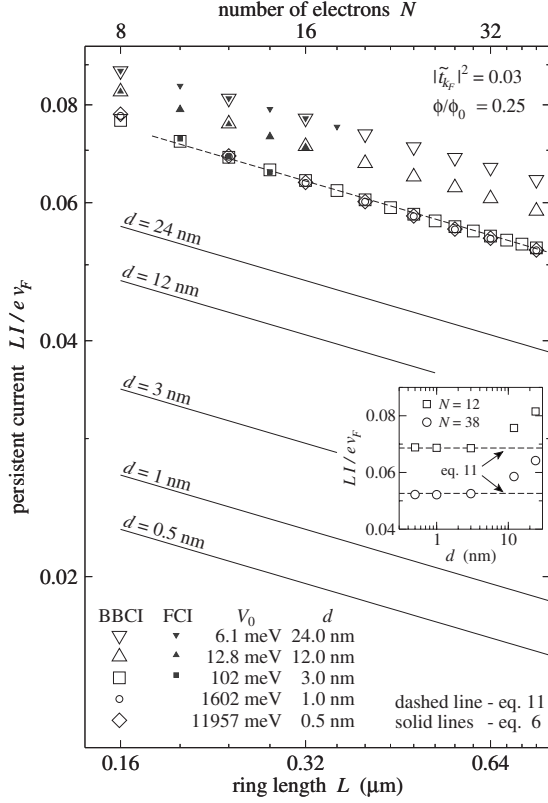 number of electrons N
8 16 32
|t̃_{k_F}|² = 0.03
ϕ/ϕ₀ = 0.25
0.08
0.06
0.04
0.02
persistent current LI/ev_F
d = 24 nm
d = 12 nm
d = 3 nm
d = 1 nm
d = 0.5 nm
N = 12
N = 38
eq. 11
LI/ev_F
0.10
0.08
0.06
0.04
1 10
d (nm)
BBCI FCI V₀ d
6.1 meV 24.0 nm
12.8 meV 12.0 nm
102 meV 3.0 nm
1602 meV 1.0 nm
11957 meV 0.5 nm
dashed line - eq. 11
solid lines - eq. 6
0.16 0.32 0.64
ring length L (μm)